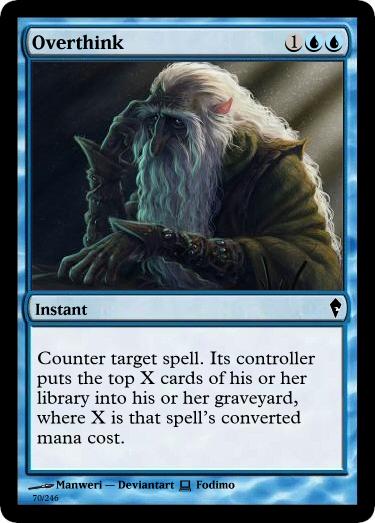 Overthink 1
Instant
Counter target spell. Its controller
puts the top X cards of his or her
library into his or her graveyard,
where X is that spell's converted
mana cost.
Manweri — Deviantart Fodimo
70/246